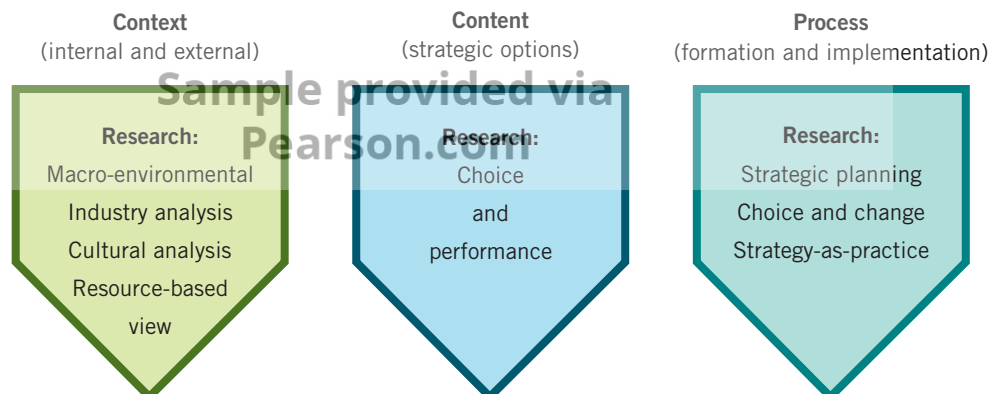 Context
(internal and external)
Research:
Macro-environmental
Industry analysis
Cultural analysis
Resource-based
view
Content
(strategic options)
Research:
Choice
and
performance
Process
(formation and implementation)
Research:
Strategic planning
Choice and change
Strategy-as-practice
Sample provided via
Pearson.com